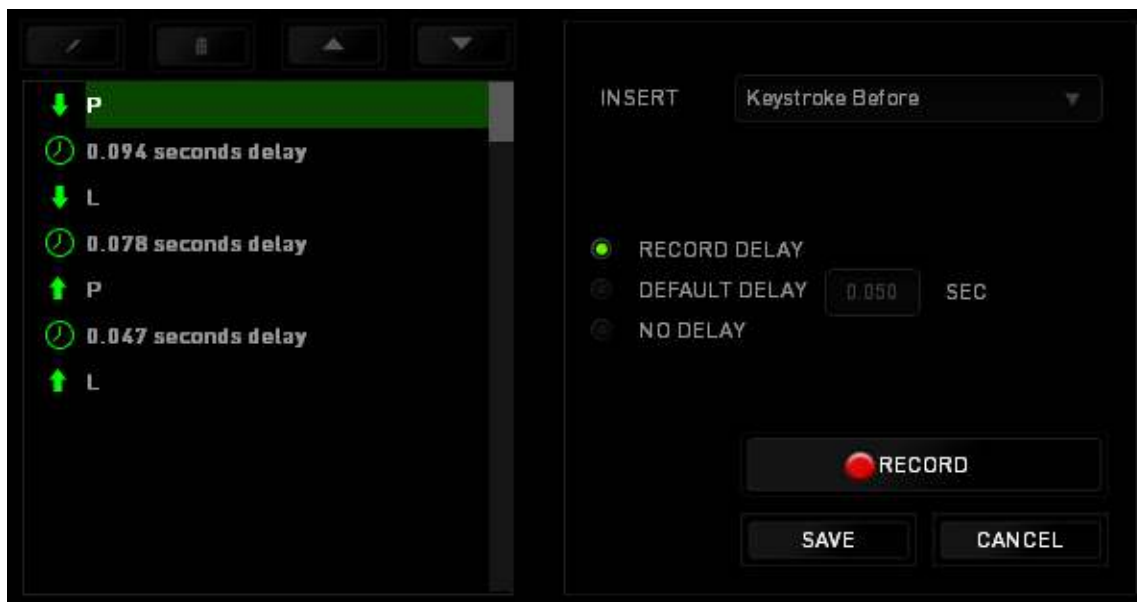 P
0.094 seconds delay
L
0.078 seconds delay
P
0.047 seconds delay
L
INSERT Keystroke Before
RECORD DELAY
DEFAULT DELAY 0.050 SEC
NO DELAY
RECORD
SAVE CANCEL